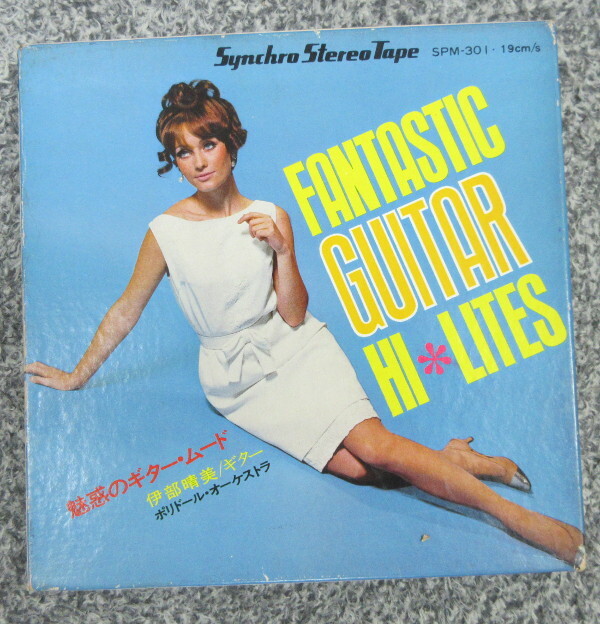 Synchro Stereo Tape SPM-301・19cm/s
FANTASTIC
GUITAR
HI*LITES
魅惑のギター・ムード
伊部晴美/ギター
ポリドール・オーケストラ